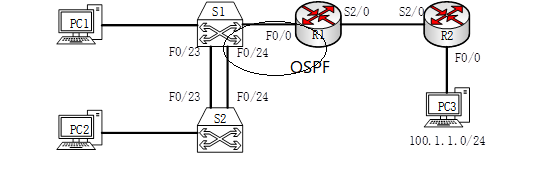 S1
S2/0
S2/0
PC1
F0/0
R1
R2
F0/23
F0/24
F0/0
OSPF
F0/23
F0/24
PC3
S2
PC2
100.1.1.0/24